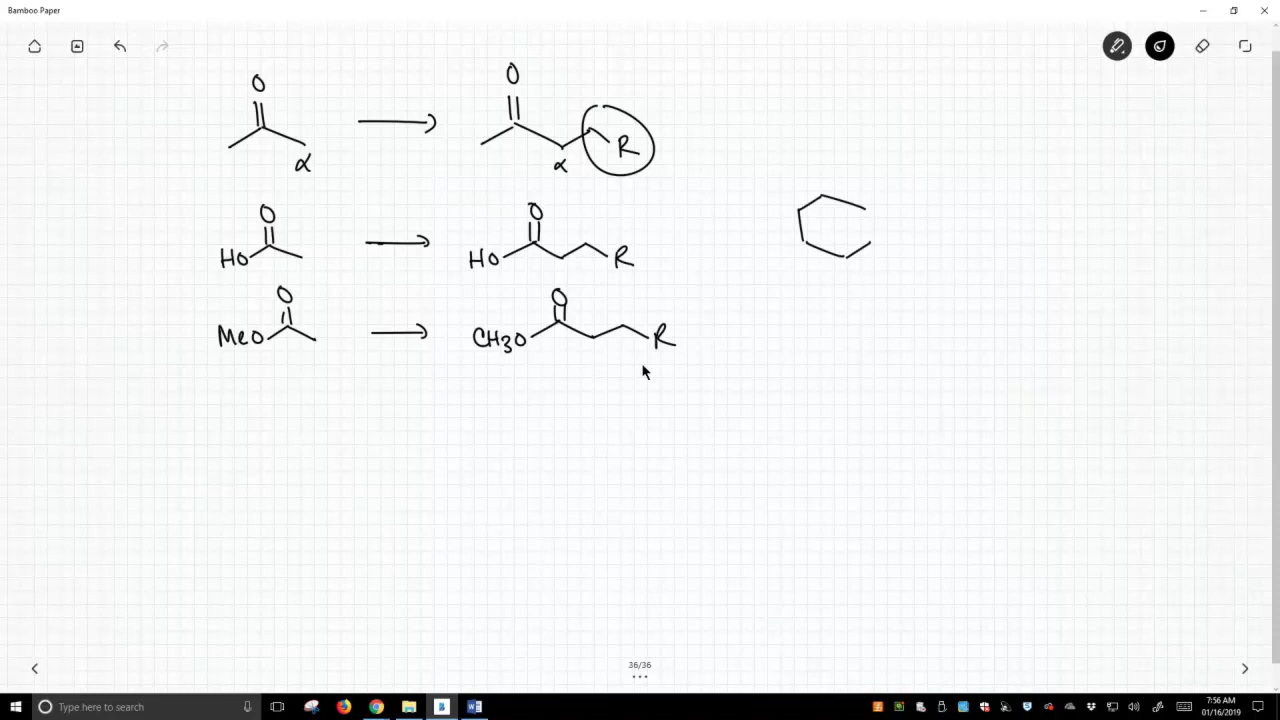 Bamboo Paper
O O
α α R
O O
HO HO R
O O
MeO CH3O R
36/36
Type here to search
7:56 AM
01/16/2019